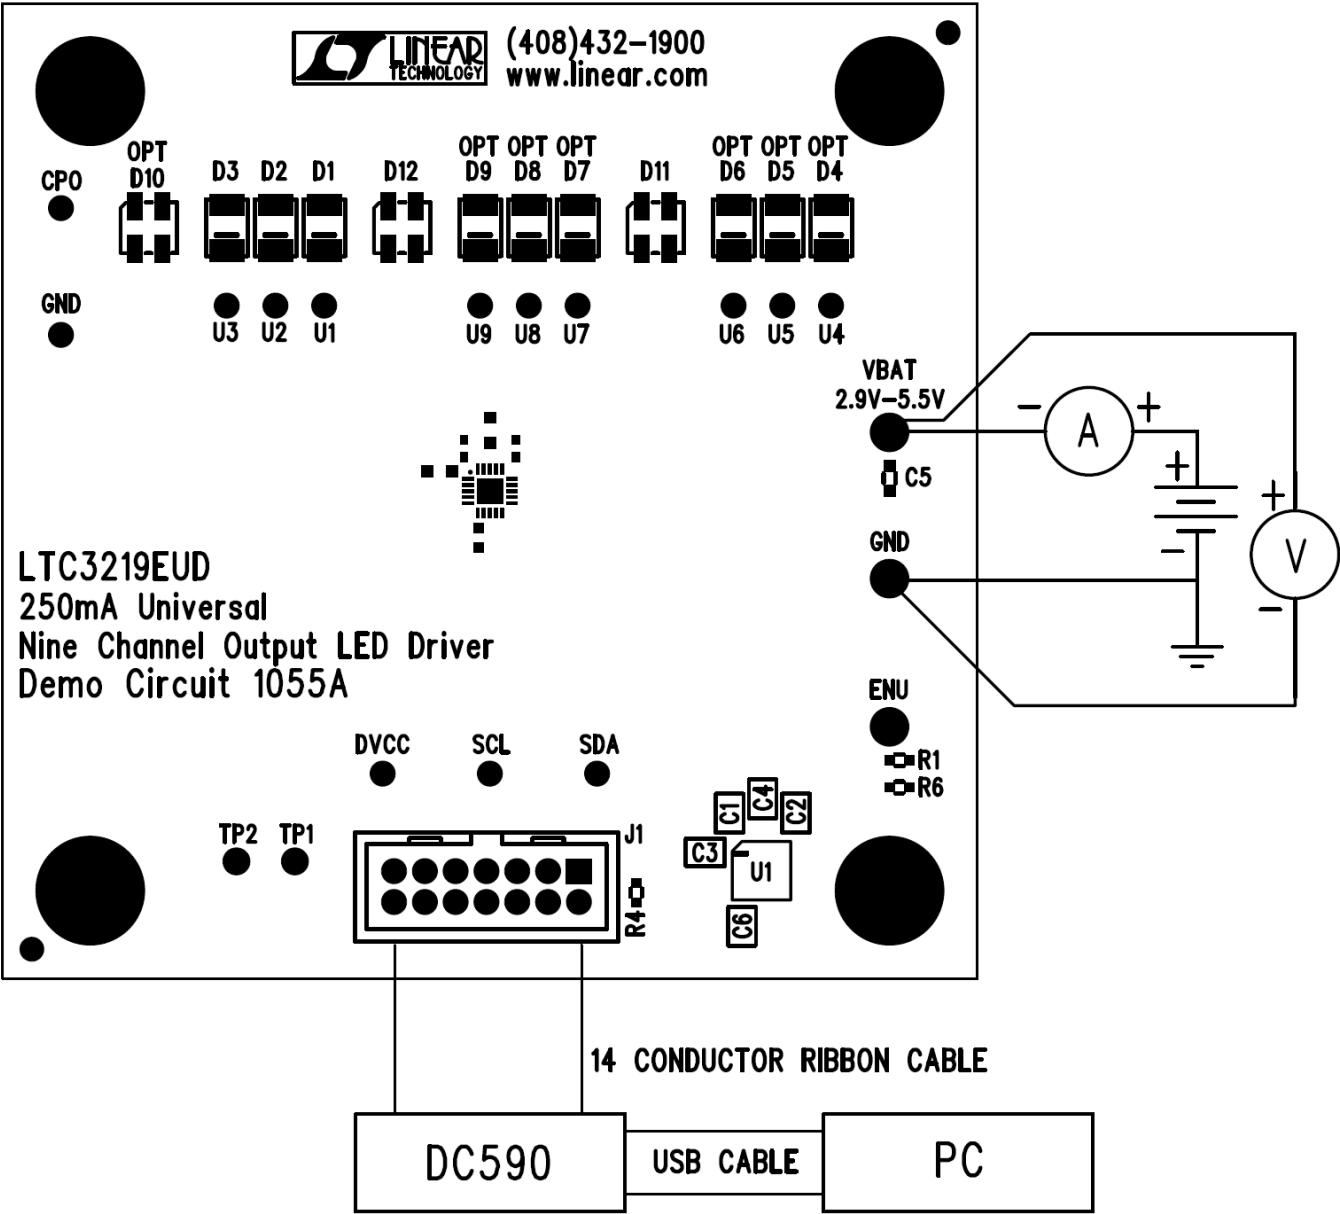 LINEAR
TECHNOLOGY
(408)432-1900
www.linear.com
CPO
OPT
D10
D3 D2 D1
D12
OPT OPT OPT
D9 D8 D7
D11
OPT OPT OPT
D6 D5 D4
GND
U3 U2 U1
U9 U8 U7
U6 U5 U4
VBAT
2.9V-5.5V
- A +
+
-
+
V
-
C5
GND
LTC3219EUD
250mA Universal
Nine Channel Output LED Driver
Demo Circuit 1055A
ENU
R1
R6
DVCC SCL SDA
TP2 TP1
J1
R4
C1 C4 C2
C3
U1
C6
14 CONDUCTOR RIBBON CABLE
DC590
USB CABLE
PC